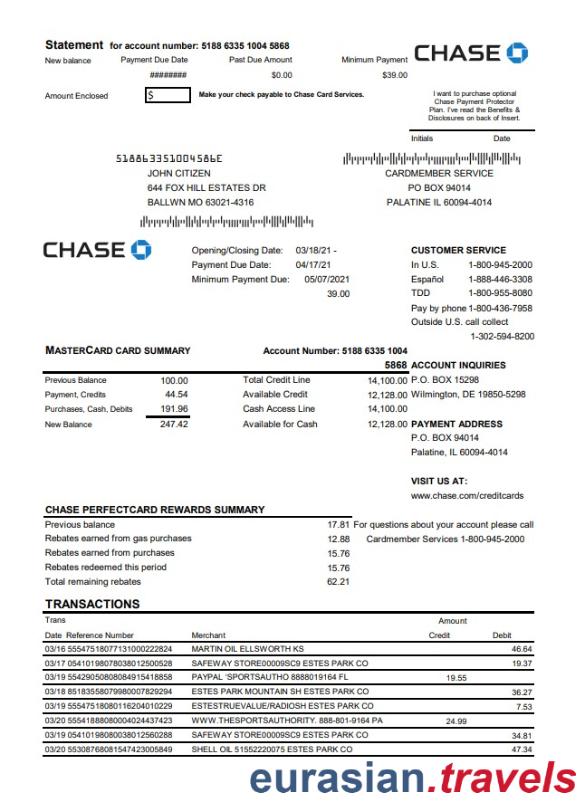 Statement for account number: 5188 6335 1004 5868
CHASE
New balance Payment Due Date Past Due Amount Minimum Payment
######## $0.00 $39.00
Amount Enclosed $ Make your check payable to Chase Card Services.
I want to purchase optional
Chase Payment Protector
Plan. I've read the Benefits &
Disclosures on back of Insert.
Initials Date
518863351004586E
JOHN CITIZEN
644 FOX HILL ESTATES DR
BALLWN MO 63021-4316
CARDMEMBER SERVICE
PO BOX 94014
PALATINE IL 60094-4014
CHASE
Opening/Closing Date: 03/18/21 -
Payment Due Date: 04/17/21
Minimum Payment Due: 05/07/2021
39.00
CUSTOMER SERVICE
In U.S. 1-800-945-2000
Español 1-888-446-3308
TDD 1-800-955-8080
Pay by phone 1-800-436-7958
Outside U.S. call collect
1-302-594-8200
MASTERCARD CARD SUMMARY Account Number: 5188 6335 1004
5868
Previous Balance 100.00 Total Credit Line 14,100.00
Payment, Credits 44.54 Available Credit 12,128.00
Purchases, Cash, Debits 191.96 Cash Access Line 14,100.00
New Balance 247.42 Available for Cash 12,128.00
ACCOUNT INQUIRIES
P.O. BOX 15298
Wilmington, DE 19850-5298
PAYMENT ADDRESS
P.O. BOX 94014
Palatine, IL 60094-4014
VISIT US AT:
www.chase.com/creditcards
CHASE PERFECTCARD REWARDS SUMMARY
Previous balance 17.81
Rebates earned from gas purchases 12.88
Rebates earned from purchases 15.76
Rebates redeemed this period 15.76
Total remaining rebates 62.21
For questions about your account please call
Cardmember Services 1-800-945-2000
TRANSACTIONS
Trans Amount
Date Reference Number Merchant Credit Debit
03/16 5554751807713100022​2824 MARTIN OIL ELLSWORTH KS 46.64
03/17 05410198078038012500528 SAFEWAY STORE00009SC9 ESTES PARK CO 19.37
03/19 55429050808084915418858 PAYPAL 'SPORTSAUTHO 8888019164 FL 19.55
03/18 85183558079980007829294 ESTES PARK MOUNTAIN SH ESTES PARK CO 36.27
03/19 55547518080116204010229 ESTESTRUEVALUE/RADIOSH ESTES PARK CO 7.53
03/20 55541888080004024437423 WWW.THESPORTSAUTHORITY. 888-801-9164 PA 24.99
03/19 05410198080038012560288 SAFEWAY STORE00009SC9 ESTES PARK CO 34.81
03/20 55308768081547423005849 SHELL OIL 51552220075 ESTES PARK CO 47.34
eurasian.travels